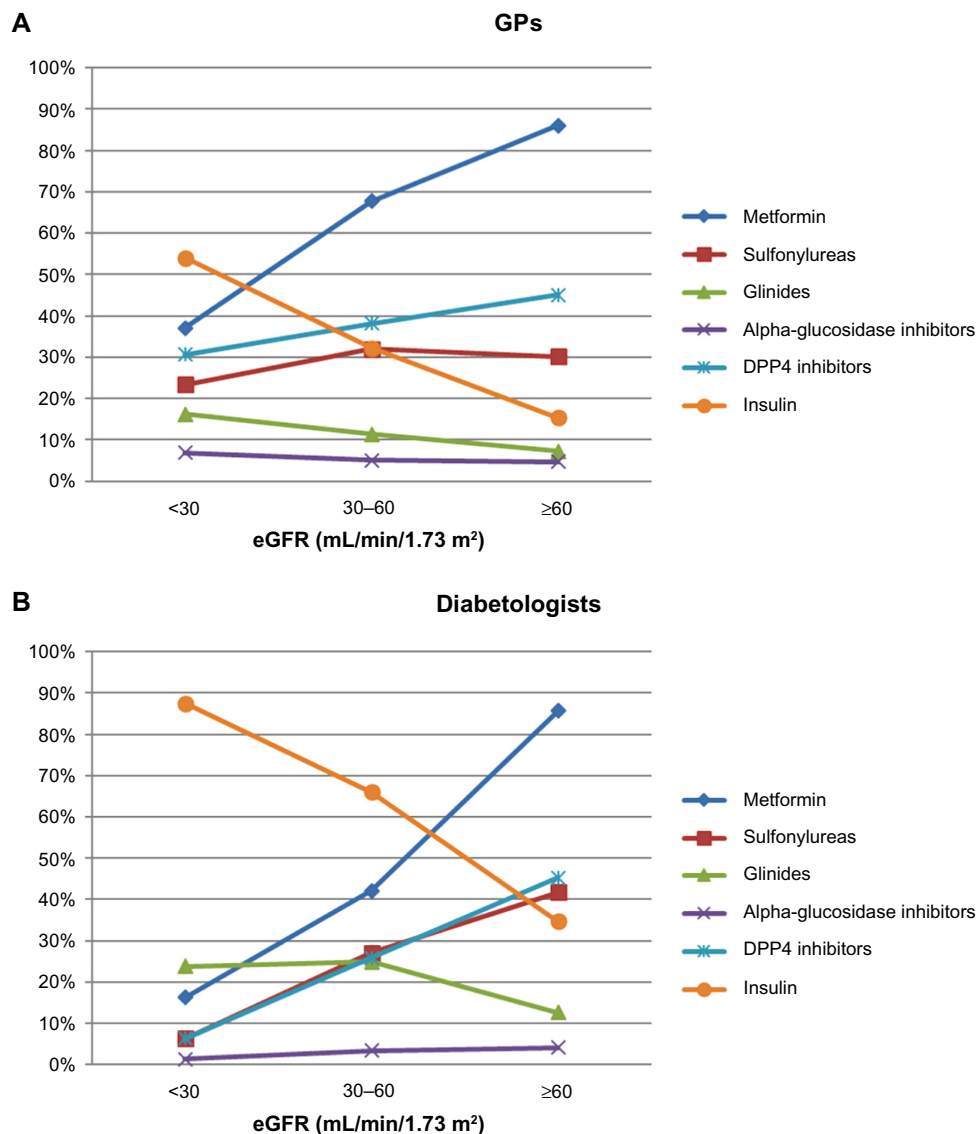 A
GPs
100%
90%
80%
70%
60%
50%
40%
30%
20%
10%
0%
<30
30–60
≥60
eGFR (mL/min/1.73 m²)
Metformin
Sulfonylureas
Glinides
Alpha-glucosidase inhibitors
DPP4 inhibitors
Insulin
B
Diabetologists
100%
90%
80%
70%
60%
50%
40%
30%
20%
10%
0%
<30
30–60
≥60
eGFR (mL/min/1.73 m²)
Metformin
Sulfonylureas
Glinides
Alpha-glucosidase inhibitors
DPP4 inhibitors
Insulin